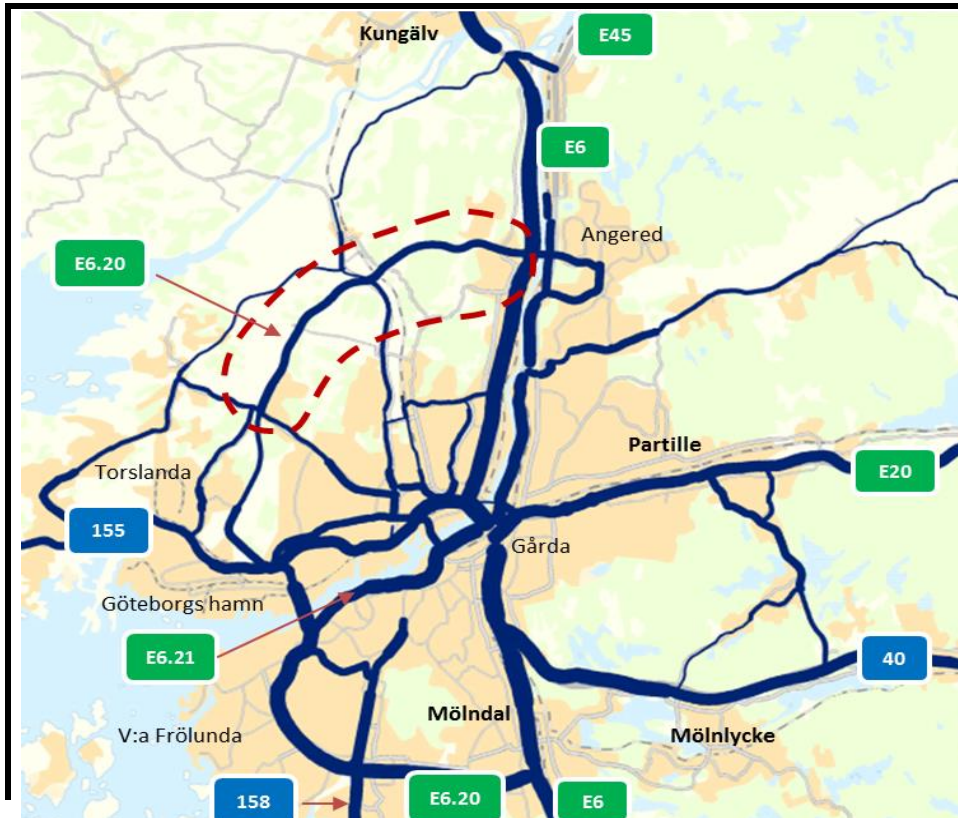 Kungälv
E45
E6
Angered
E6.20
Partille
E20
Torslanda
155
Gårda
Göteborgs hamn
E6.21
40
Mölndal
V:a Frölunda
Mölnlycke
158
E6.20
E6